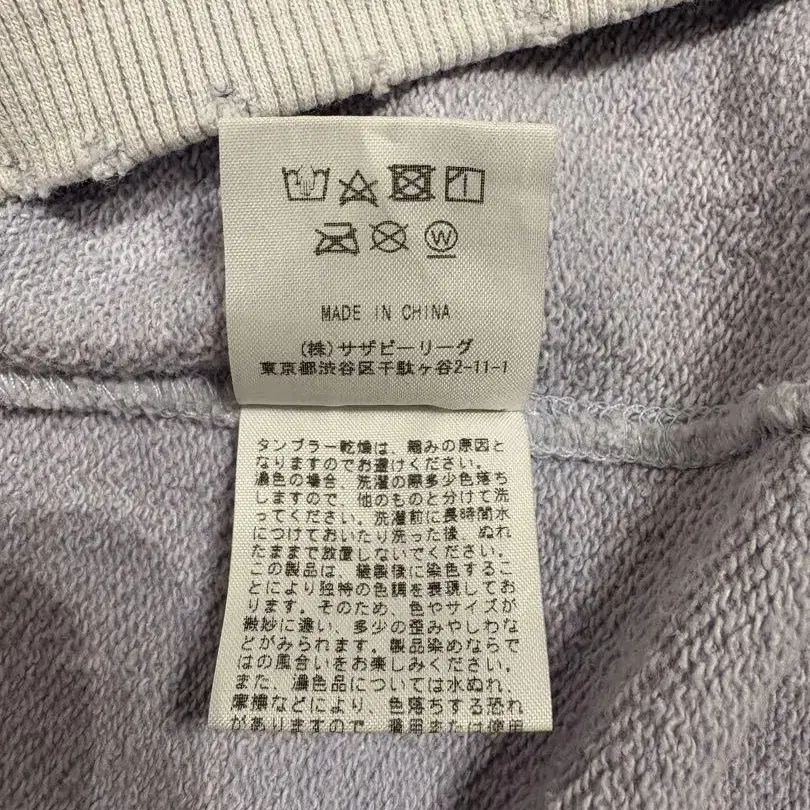 W
MADE IN CHINA
(株)サザビーリーグ
東京都渋谷区千駄ヶ谷2-11-1
タンブラー乾燥は、縮みの原因と
なりますのでお避けください。
濃色の場合、洗濯の際多少色落ち
しますので、他のものと分けて洗
ってください。洗濯前に長時間水
につけておいたり洗った後、ぬれ
たままで放置しないでください。
この製品は、縫製後に染色するこ
とにより独特の色調を表現してお
ります。そのため、色やサイズが
微妙に違い、多少の歪みやしわな
どがみられます。製品染めならで
はの風合いをお楽しみください。
また、濃色品については水ぬれ、
摩擦などにより、色落ちする恐れ
がありますので、着用または使用